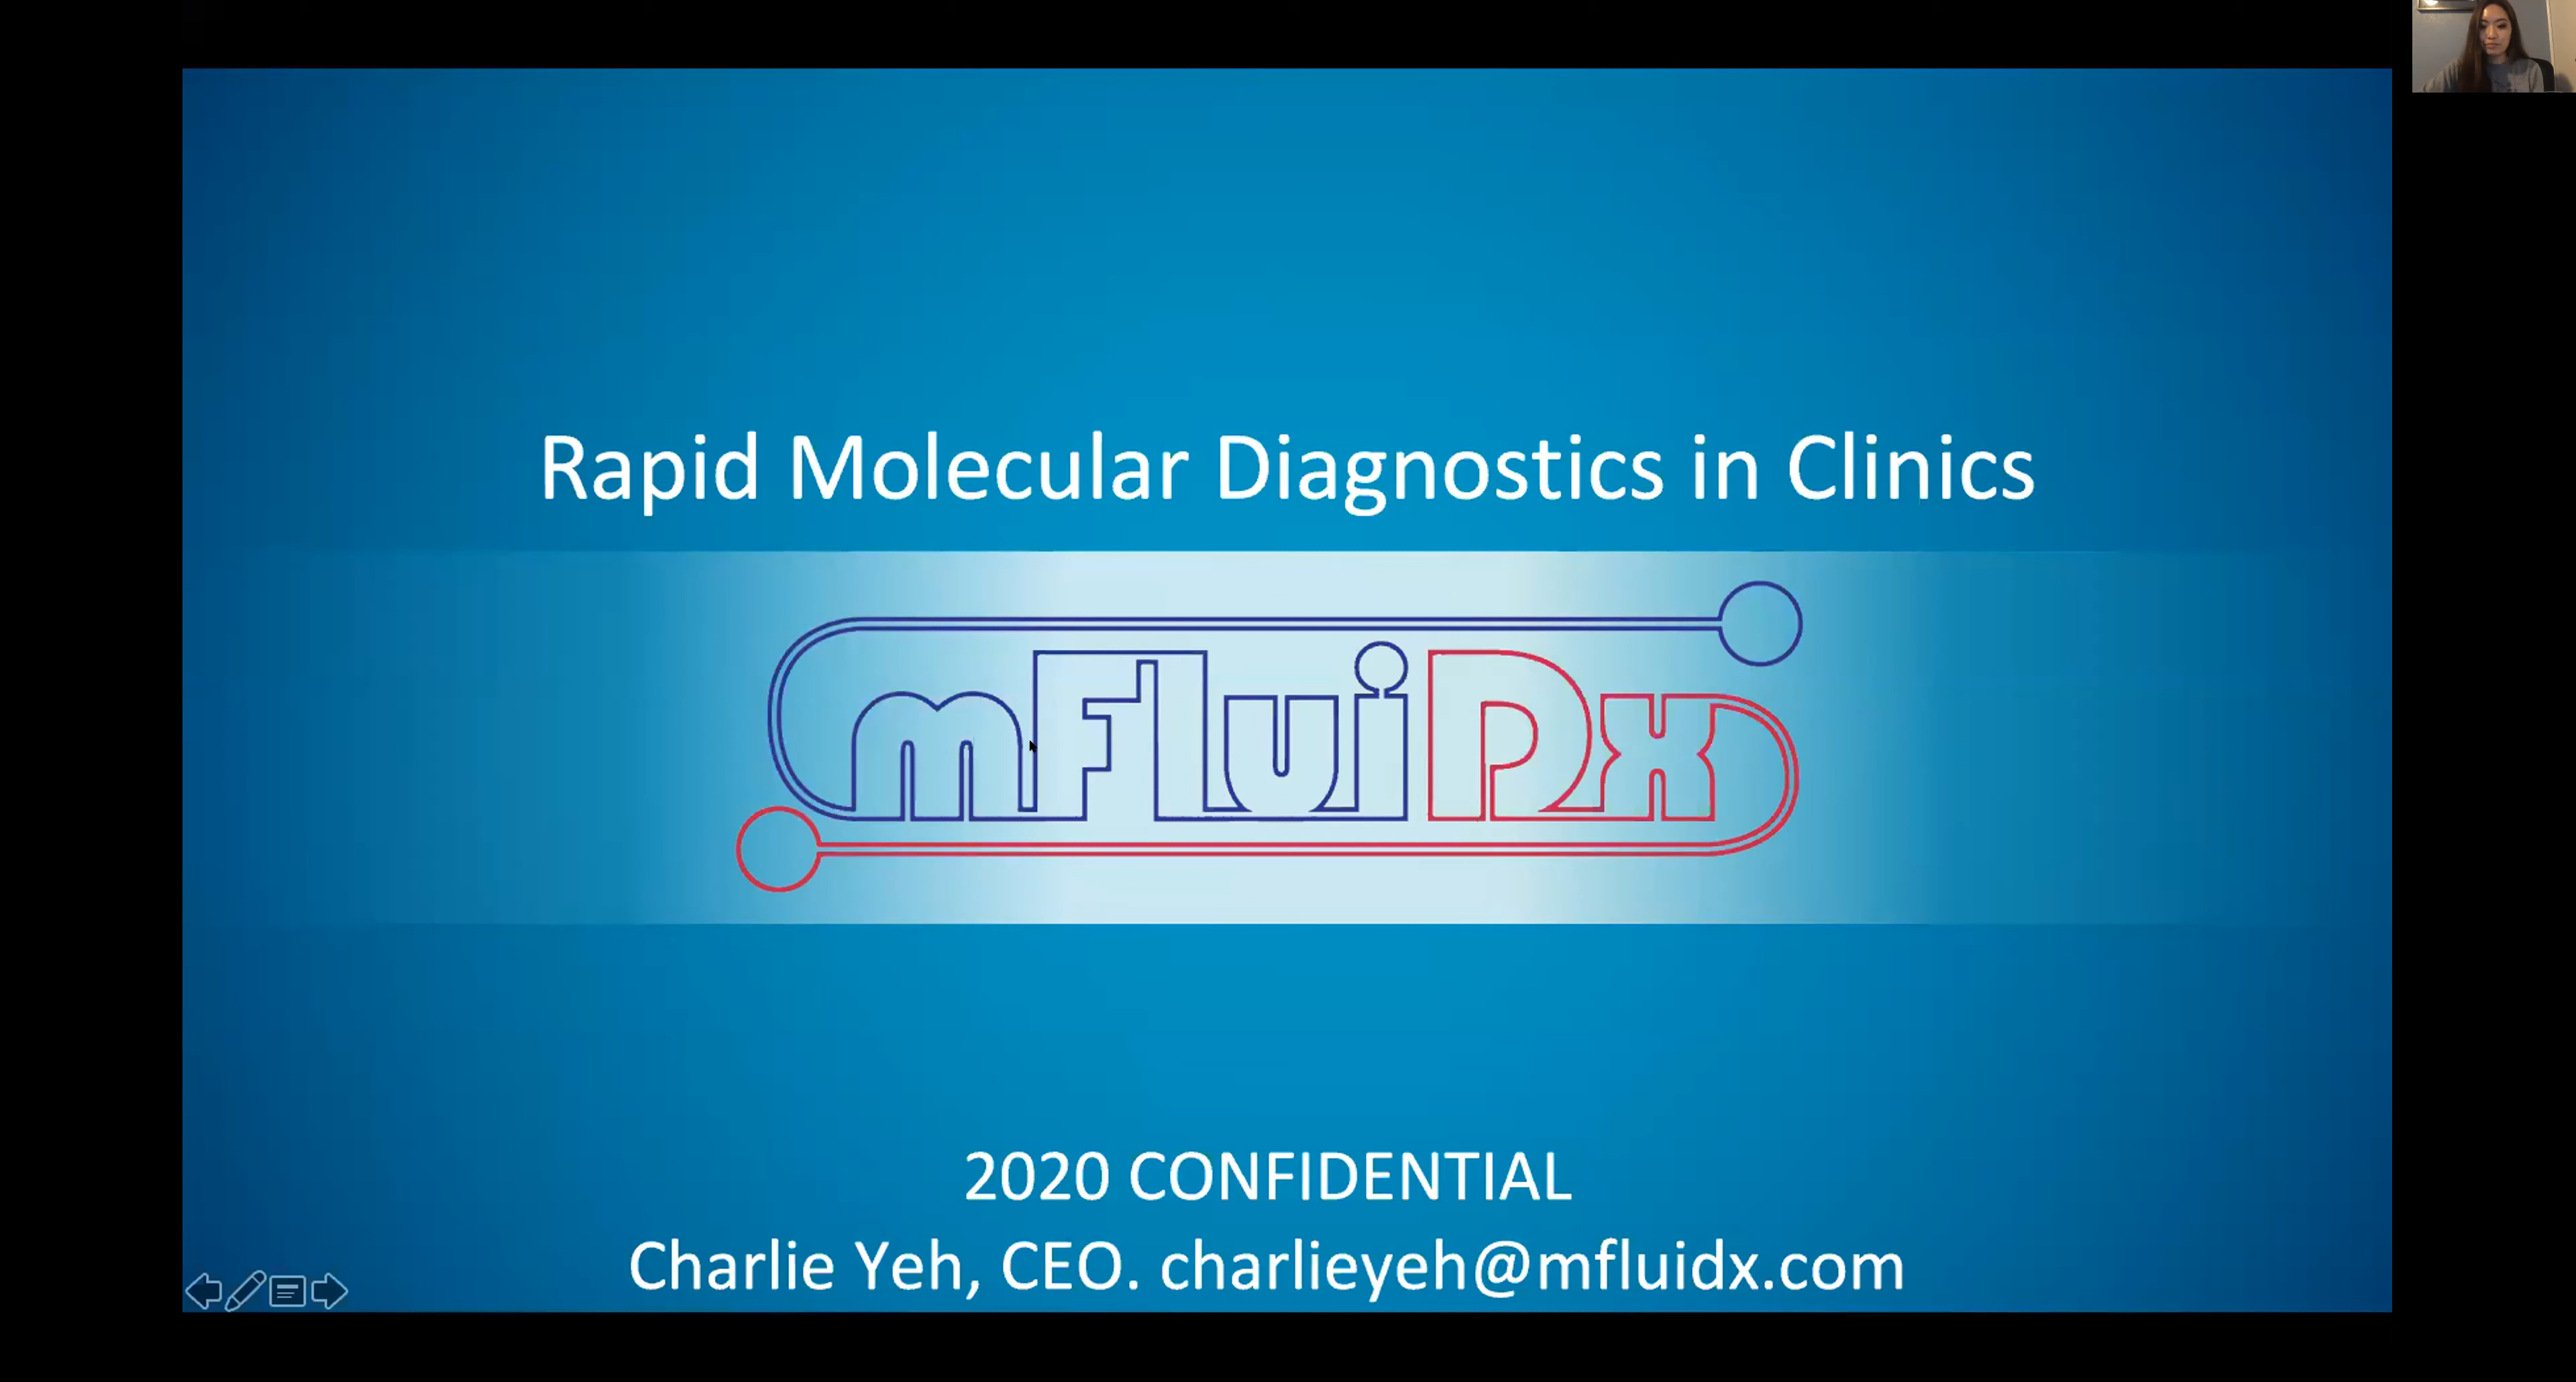 Rapid Molecular Diagnostics in Clinics
mFluiDx
2020 CONFIDENTIAL
Charlie Yeh, CEO. charlieyeh@mfluidx.com